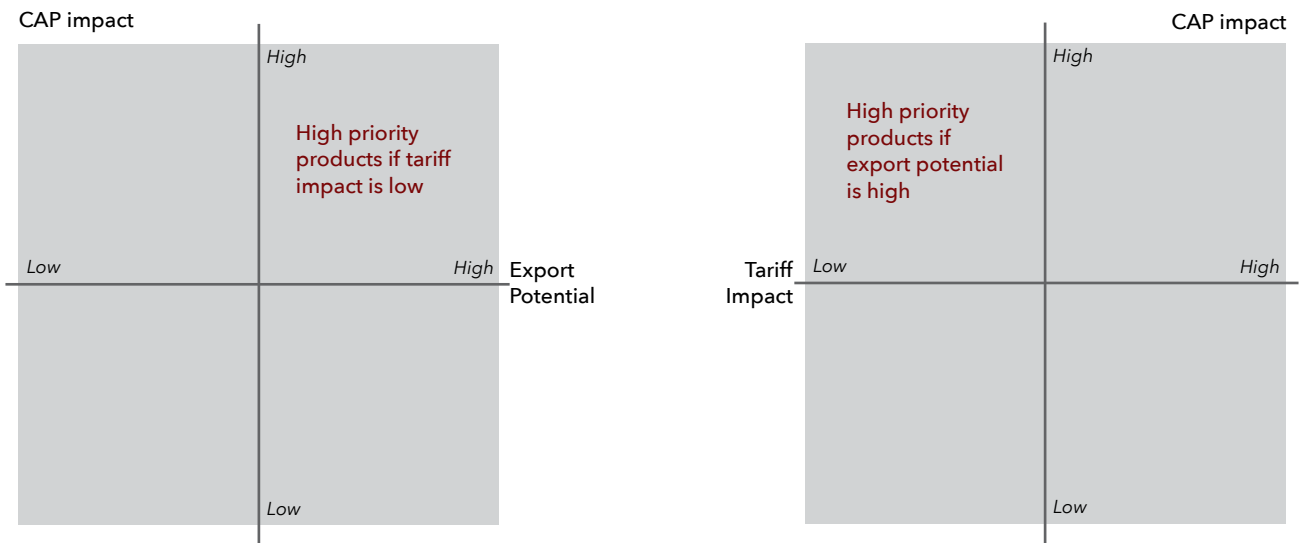 CAP impact
High
High priority
products if tariff
impact is low
Low
High
Export
Potential
Low
CAP impact
High
High priority
products if
export potential
is high
Tariff
Impact
Low
High
Low